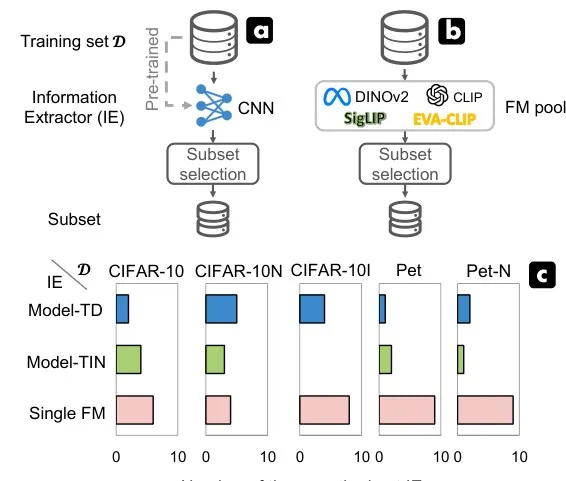 Training set 𝓓
a
b
Pre-trained
Information
Extractor (IE)
CNN
DINOv2
CLIP
SigLIP
EVA-CLIP
FM pool
Subset
selection
Subset
selection
Subset
c
IE
𝓓
CIFAR-10
CIFAR-10N
CIFAR-10I
Pet
Pet-N
Model-TD
Model-TIN
Single FM
0 10 0 10 0 10 0 10 0 10